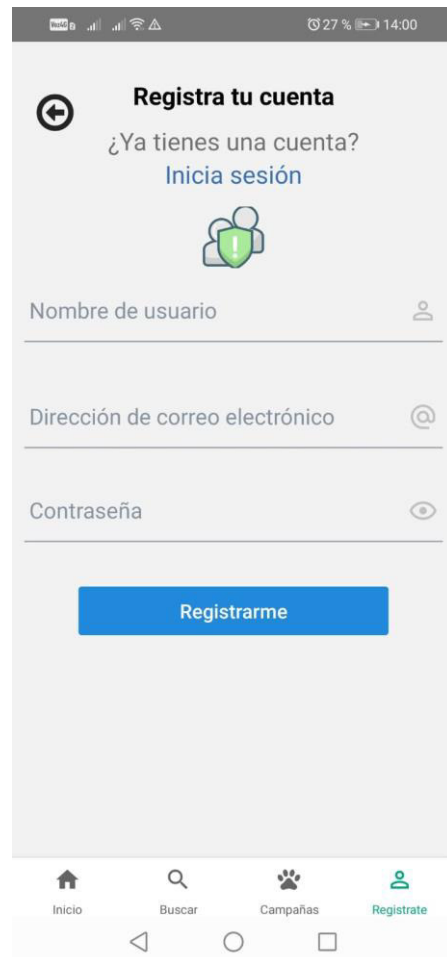 27 % 14:00
Registra tu cuenta
¿Ya tienes una cuenta?
Inicia sesión
Nombre de usuario
Dirección de correo electrónico
Contraseña
Registrarme
Inicio Buscar Campañas Registrate